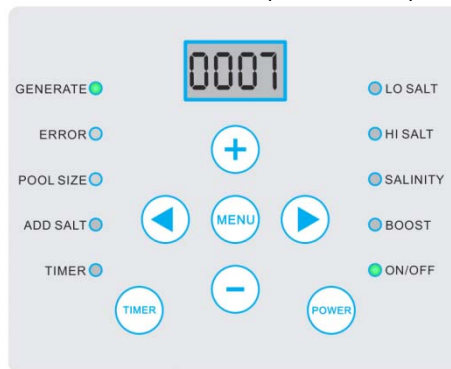 0007
GENERATE
LO SALT
ERROR
HI SALT
POOL SIZE
SALINITY
ADD SALT
MENU
BOOST
TIMER
ON/OFF
TIMER
POWER